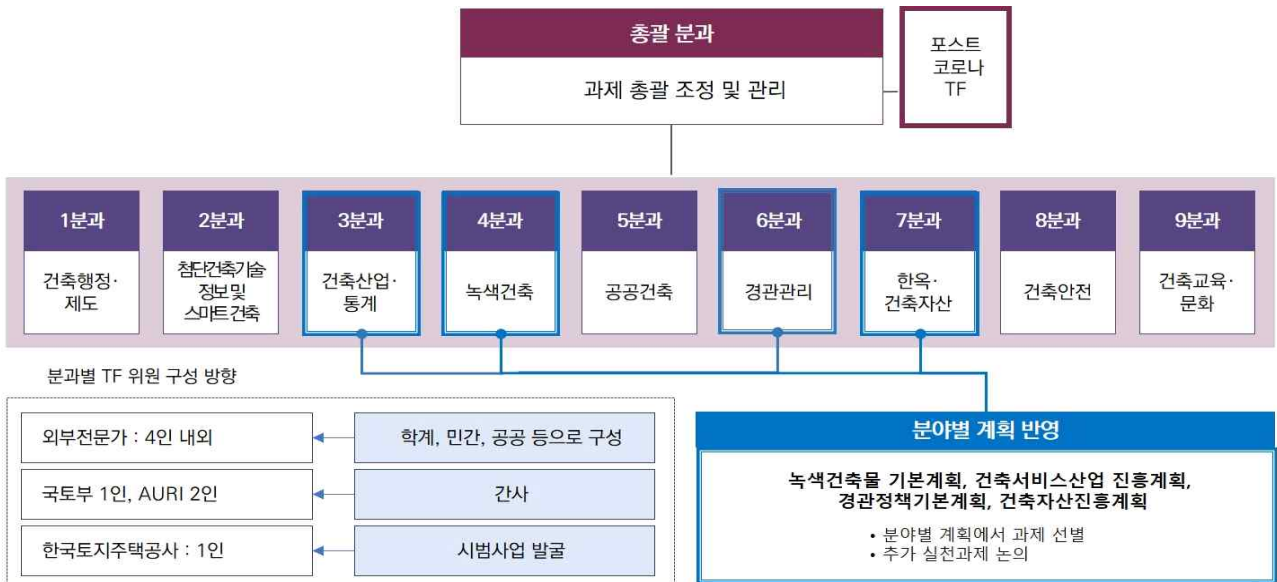 총괄 분과
과제 총괄 조정 및 관리
포스트
코로나
TF
1분과
건축행정·
제도
2분과
첨단건축기술
정보 및
스마트 건축
3분과
건축산업·
통계
4분과
녹색건축
5분과
공공건축
6분과
경관관리
7분과
한옥·
건축자산
8분과
건축안전
9분과
건축교육·
문화
분과별 TF 위원 구성 방향
외부전문가 : 4인 내외
학계, 민간, 공공 등으로 구성
국토부 1인, AURI 2인
간사
한국토지주택공사 : 1인
시범사업 발굴
분야별 계획 반영
녹색건축물 기본계획, 건축서비스산업 진흥계획,
경관정책기본계획, 건축자산진흥계획
• 분야별 계획에서 과제 선별
• 추가 실천과제 논의